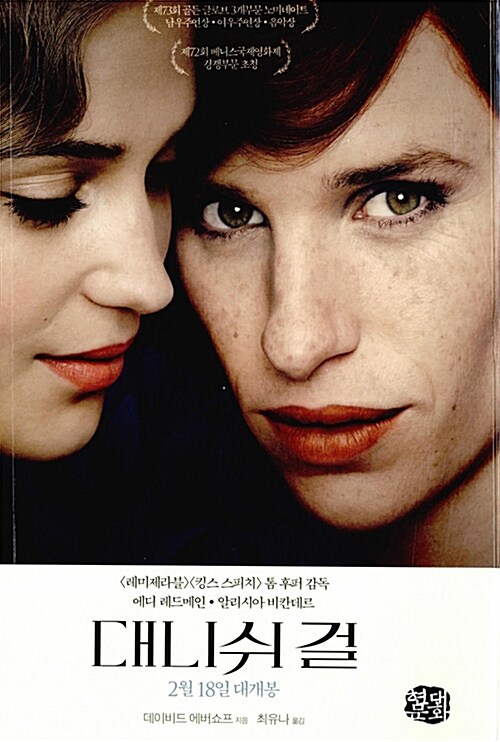 제73회 골든 글로브 3개부문 노미네이트
남우주연상·여우주연상·음악상
제72회 베니스국제영화제
경쟁부문 초청
<레미제라블><킹스 스피치> 톰 후퍼 감독
에디 레드메인 • 알리시아 비칸데르
대니쉬 걸
2월 18일 대개봉
데이비드 에버쇼프 지음 최유나 옮김
현대
문화